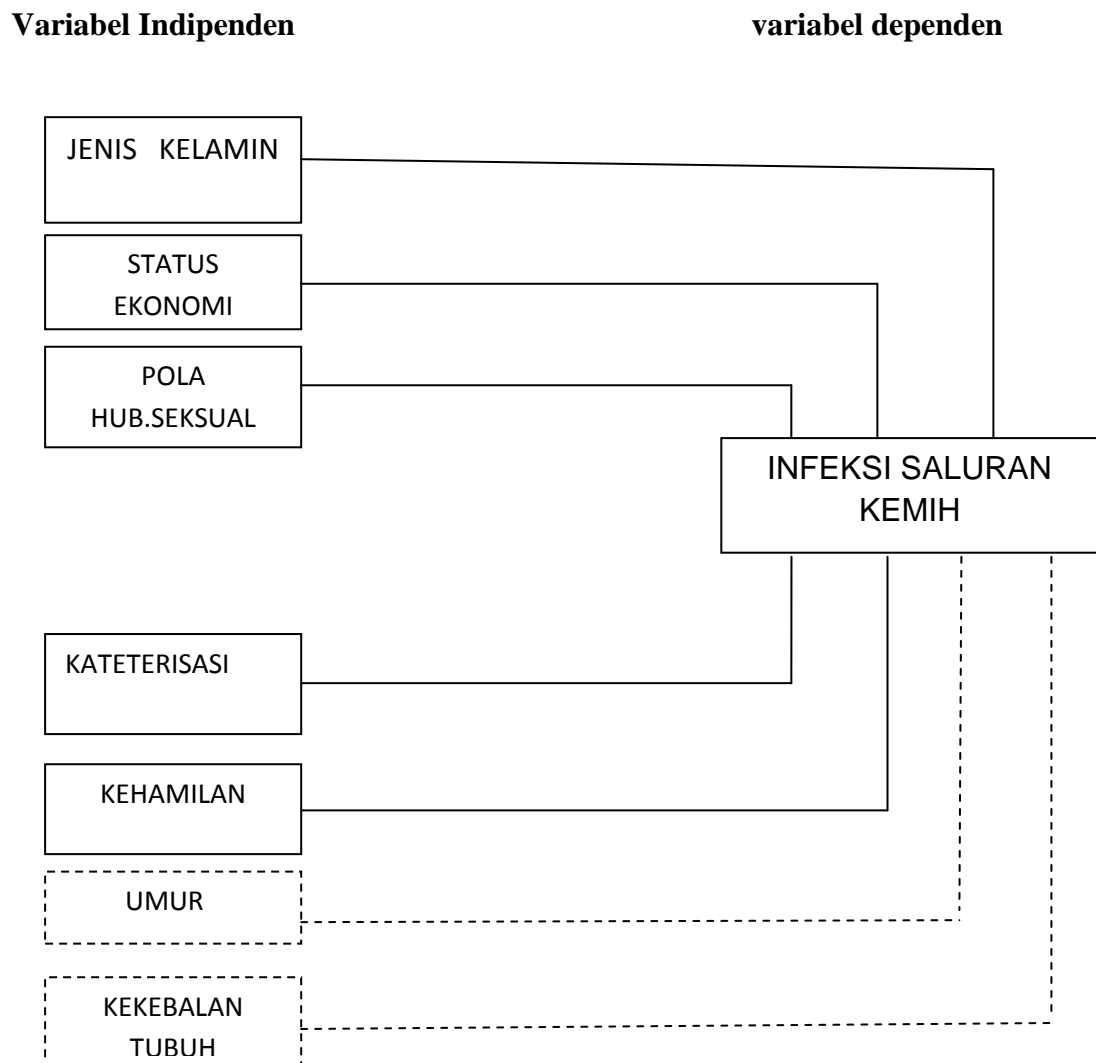 Variabel Indipenden variabel dependen
JENIS KELAMIN
STATUS
EKONOMI
POLA
HUB.SEKSUAL
INFEKSI SALURAN
KEMIH
KATETERISASI
KEHAMILAN
UMUR
KEKEBALAN
TUBUH